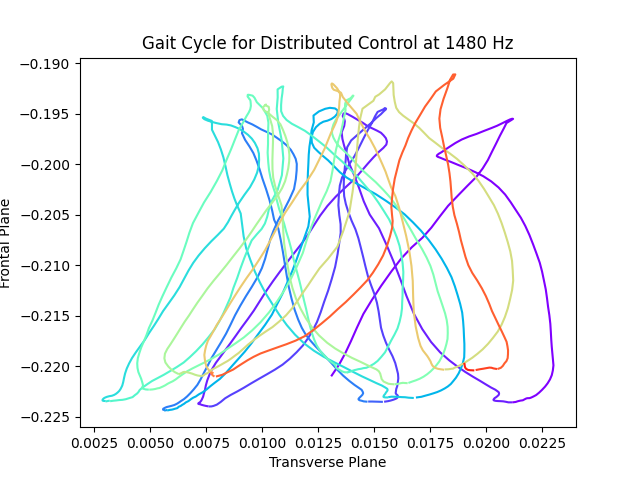 Gait Cycle for Distributed Control at 1480 Hz
−0.190
−0.195
−0.200
−0.205
−0.210
−0.215
−0.220
−0.225
Frontal Plane
0.0025 0.0050 0.0075 0.0100 0.0125 0.0150 0.0175 0.0200 0.0225
Transverse Plane